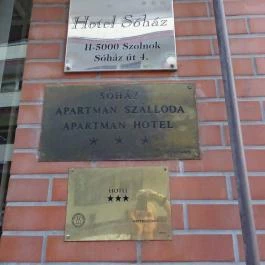 Hotel Sóház
H-5000 Szolnok
Sóház út 4.
SÓHÁZ
APARTMAN SZÁLLODA
APARTMAN HOTEL
★ ★ ★
HOTEL
★★★